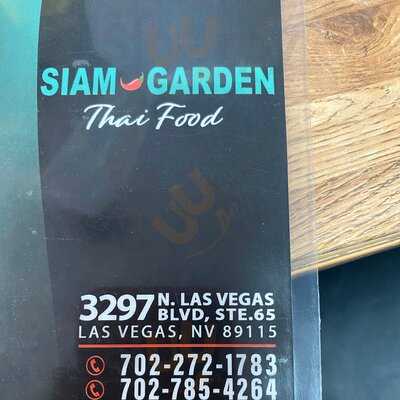 SIAM GARDEN
Thai Food
3297 N. LAS VEGAS
BLVD, STE.65
LAS VEGAS, NV 89115
702-272-1783
702-785-4264